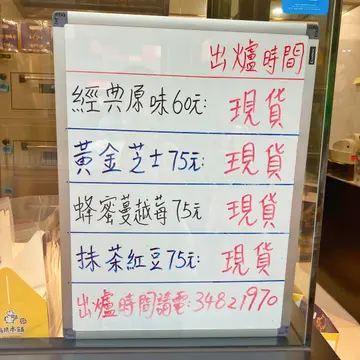 出爐時間
經典原味60元: 現貨
黃金芝士75元: 現貨
蜂蜜蔓越莓75元 現貨
抹茶紅豆75元: 現貨
出爐時間請電:34821970